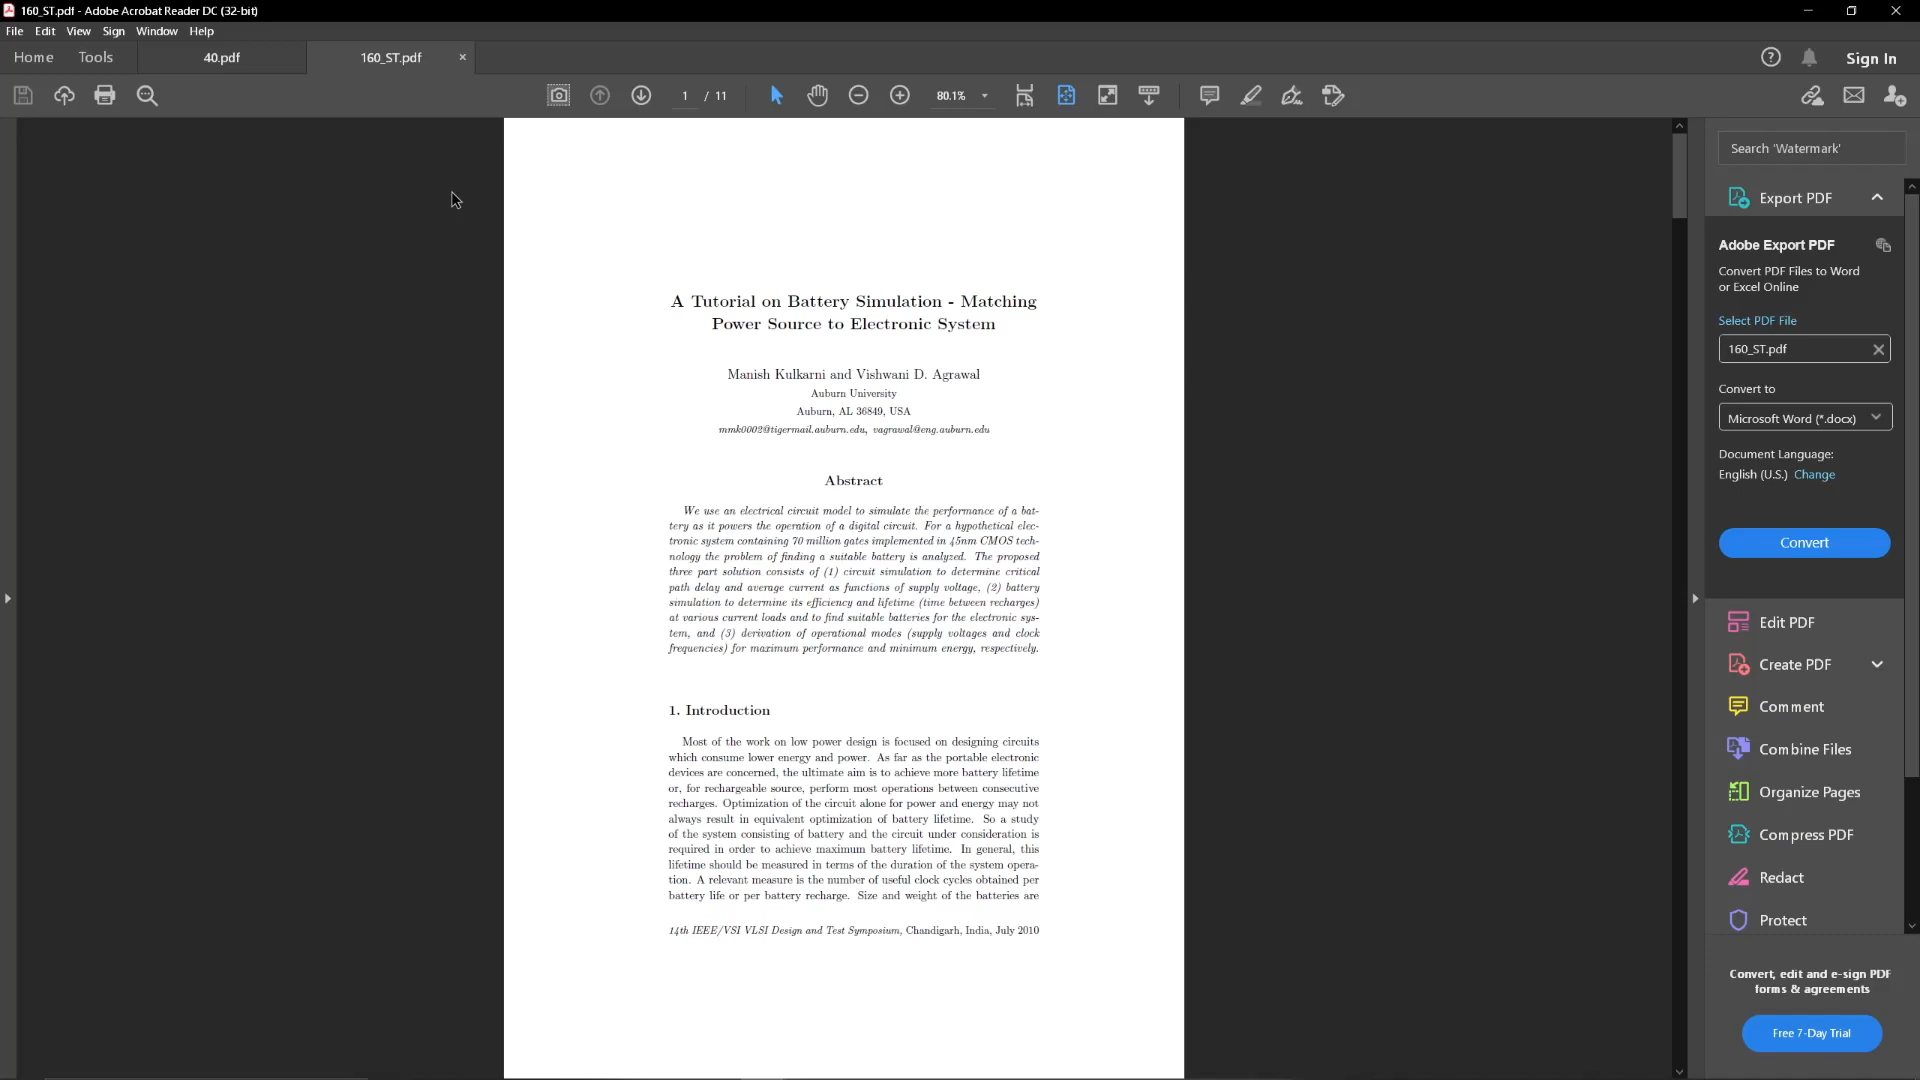 160_ST.pdf - Adobe Acrobat Reader DC (32-bit)
File Edit View Sign Window Help
Home Tools 40.pdf 160_ST.pdf Sign In
1 / 11 80.1%
A Tutorial on Battery Simulation - Matching
Power Source to Electronic System
Manish Kulkarni and Vishwani D. Agrawal
Auburn University
Auburn, AL 36849, USA
mmk0002@tigermail.auburn.edu, vagrawal@eng.auburn.edu
Abstract
We use an electrical circuit model to simulate the performance of a bat-
tery as it powers the operation of a digital circuit. For a hypothetical elec-
tronic system containing 70 million gates implemented in 45nm CMOS tech-
nology the problem of finding a suitable battery is analyzed. The proposed
three part solution consists of (1) circuit simulation to determine critical
path delay and average current as functions of supply voltage, (2) battery
simulation to determine its efficiency and lifetime (time between recharges)
at various current loads and to find suitable batteries for the electronic sys-
tem, and (3) derivation of operational modes (supply voltages and clock
frequencies) for maximum performance and minimum energy, respectively.
1. Introduction
Most of the work on low power design is focused on designing circuits
which consume lower energy and power. As far as the portable electronic
devices are concerned, the ultimate aim is to achieve more battery lifetime
or, for rechargeable source, perform most operations between consecutive
recharges. Optimization of the circuit alone for power and energy may not
always result in equivalent optimization of battery lifetime. So a study
of the system consisting of battery and the circuit under consideration is
required in order to achieve maximum battery lifetime. In general, this
lifetime should be measured in terms of the duration of the system opera-
tion. A relevant measure is the number of useful clock cycles obtained per
battery life or per battery recharge. Size and weight of the batteries are
14th IEEE/VSI VLSI Design and Test Symposium, Chandigarh, India, July 2010
Search 'Watermark'
Export PDF
Adobe Export PDF
Convert PDF Files to Word
or Excel Online
Select PDF File
160_ST.pdf
Convert to
Microsoft Word (*.docx)
Document Language:
English (U.S.) Change
Convert
Edit PDF
Create PDF
Comment
Combine Files
Organize Pages
Compress PDF
Redact
Protect
Convert, edit and e-sign PDF
forms & agreements
Free 7-Day Trial